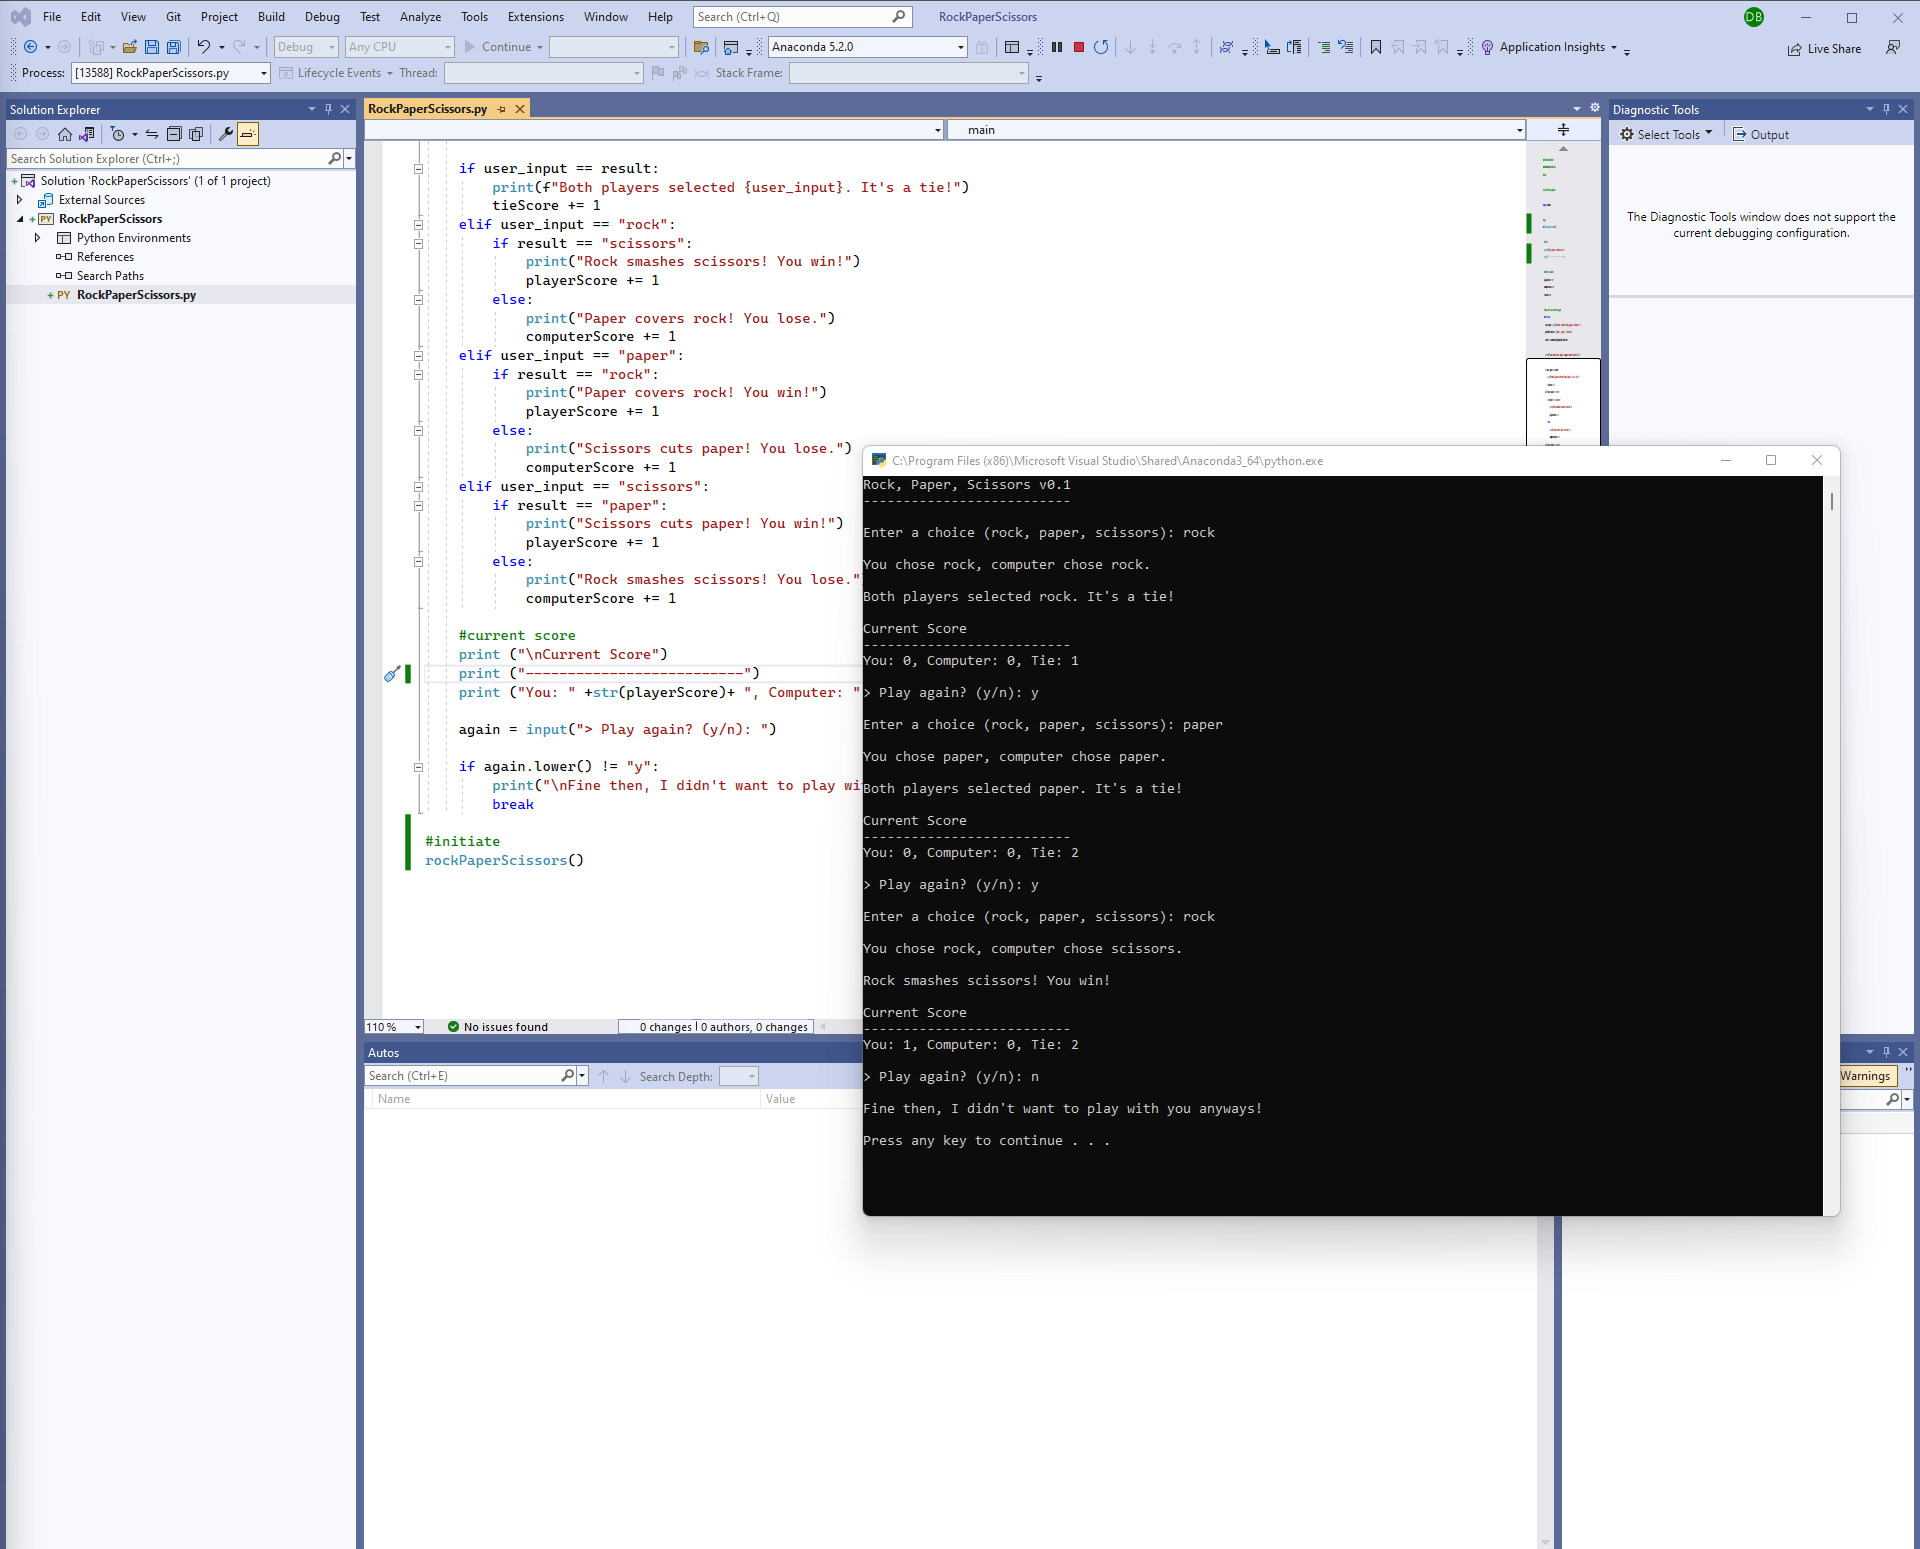 File Edit View Git Project Build Debug Test Analyze Tools Extensions Window Help Search (Ctrl+Q) RockPaperScissors DB
Debug Any CPU Continue Anaconda 5.2.0 Application Insights Live Share
Process: [13588] RockPaperScissors.py Lifecycle Events Thread: Stack Frame:
Solution Explorer
Search Solution Explorer (Ctrl+;)
Solution 'RockPaperScissors' (1 of 1 project)
External Sources
PY RockPaperScissors
Python Environments
References
Search Paths
PY RockPaperScissors.py
RockPaperScissors.py
main
if user_input == result:
print(f"Both players selected {user_input}. It's a tie!")
tieScore += 1
elif user_input == "rock":
if result == "scissors":
print("Rock smashes scissors! You win!")
playerScore += 1
else:
print("Paper covers rock! You lose.")
computerScore += 1
elif user_input == "paper":
if result == "rock":
print("Paper covers rock! You win!")
playerScore += 1
else:
print("Scissors cuts paper! You lose.")
computerScore += 1
elif user_input == "scissors":
if result == "paper":
print("Scissors cuts paper! You win!")
playerScore += 1
else:
print("Rock smashes scissors! You lose."
computerScore += 1
#current score
print ("\nCurrent Score")
print ("--------------------------")
print ("You: " +str(playerScore)+ ", Computer: "
again = input("> Play again? (y/n): ")
if again.lower() != "y":
print("\nFine then, I didn't want to play wi
break
#initiate
rockPaperScissors()
110 % No issues found 0 changes | 0 authors, 0 changes
Autos
Search (Ctrl+E) Search Depth:
Name Value
Diagnostic Tools
Select Tools Output
The Diagnostic Tools window does not support the
current debugging configuration.
Warnings
C:\Program Files (x86)\Microsoft Visual Studio\Shared\Anaconda3_64\python.exe
Rock, Paper, Scissors v0.1
--------------------------
Enter a choice (rock, paper, scissors): rock
You chose rock, computer chose rock.
Both players selected rock. It's a tie!
Current Score
--------------------------
You: 0, Computer: 0, Tie: 1
> Play again? (y/n): y
Enter a choice (rock, paper, scissors): paper
You chose paper, computer chose paper.
Both players selected paper. It's a tie!
Current Score
--------------------------
You: 0, Computer: 0, Tie: 2
> Play again? (y/n): y
Enter a choice (rock, paper, scissors): rock
You chose rock, computer chose scissors.
Rock smashes scissors! You win!
Current Score
--------------------------
You: 1, Computer: 0, Tie: 2
> Play again? (y/n): n
Fine then, I didn't want to play with you anyways!
Press any key to continue . . .